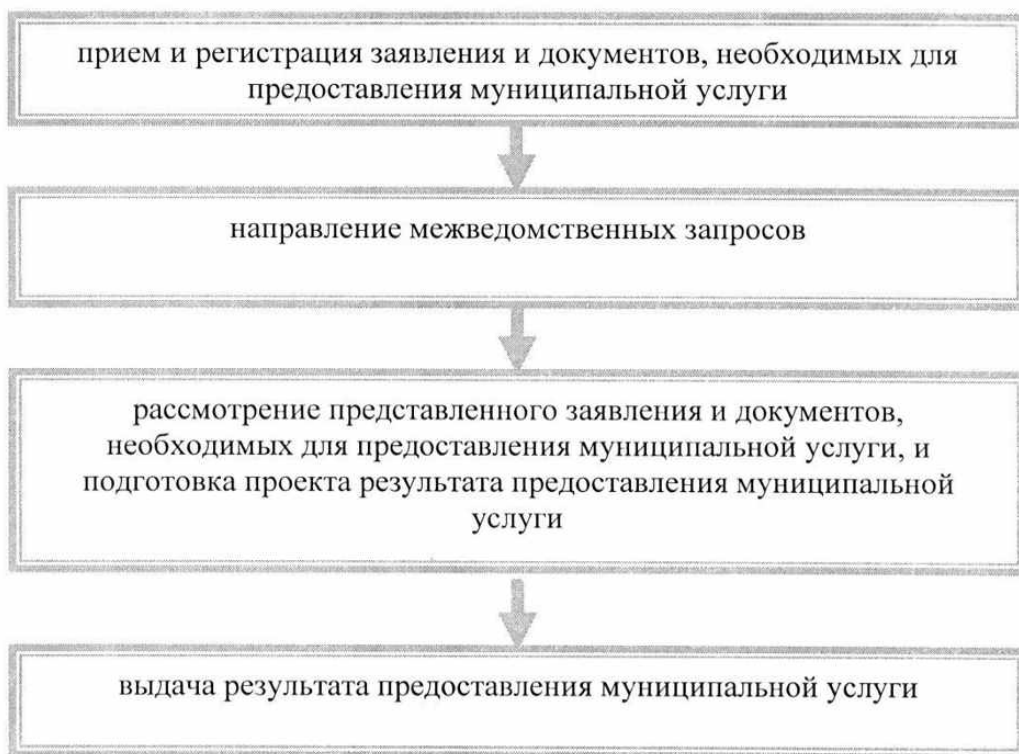 прием и регистрация заявления и документов, необходимых для
предоставления муниципальной услуги
направление межведомственных запросов
рассмотрение представленного заявления и документов,
необходимых для предоставления муниципальной услуги, и
подготовка проекта результата предоставления муниципальной
услуги
выдача результата предоставления муниципальной услуги